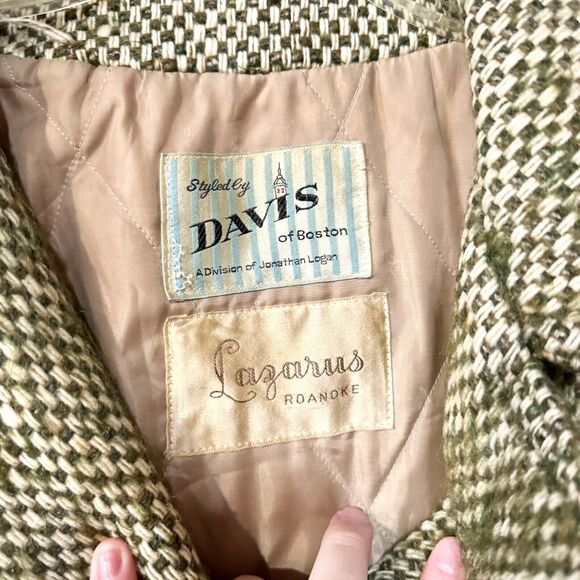 Styled by
DAVIS
of Boston
A Division of Jonathan Logan
Lazarus
ROANOKE